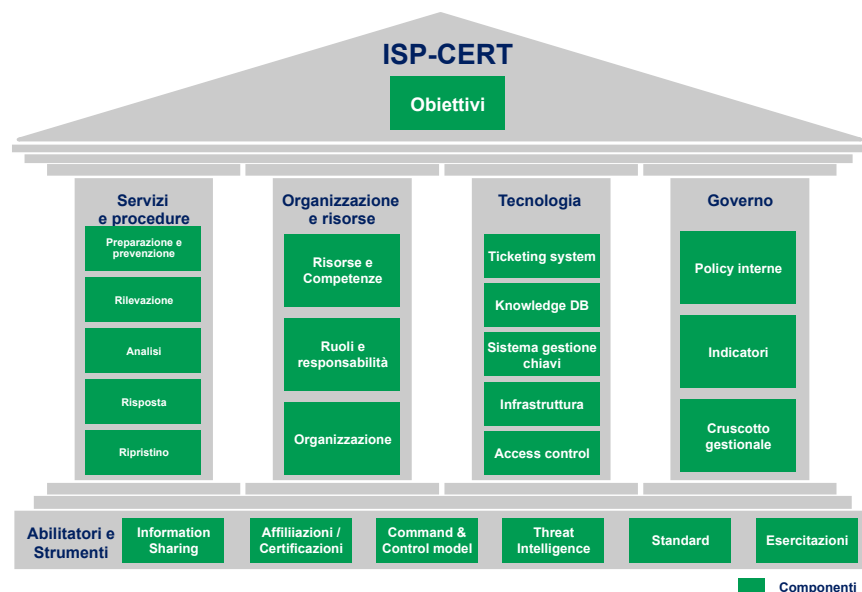 ISP-CERT
Obiettivi
Servizi
e procedure
Preparazione e
prevenzione
Rilevazione
Analisi
Risposta
Ripristino
Organizzazione
e risorse
Risorse e
Competenze
Ruoli e
responsabilità
Organizzazione
Tecnologia
Ticketing system
Knowledge DB
Sistema gestione
chiavi
Infrastruttura
Access control
Governo
Policy interne
Indicatori
Cruscotto
gestionale
Abilitatori e
Strumenti
Information
Sharing
Affiliiazioni /
Certificazioni
Command &
Control model
Threat
Intelligence
Standard
Esercitazioni
Componenti